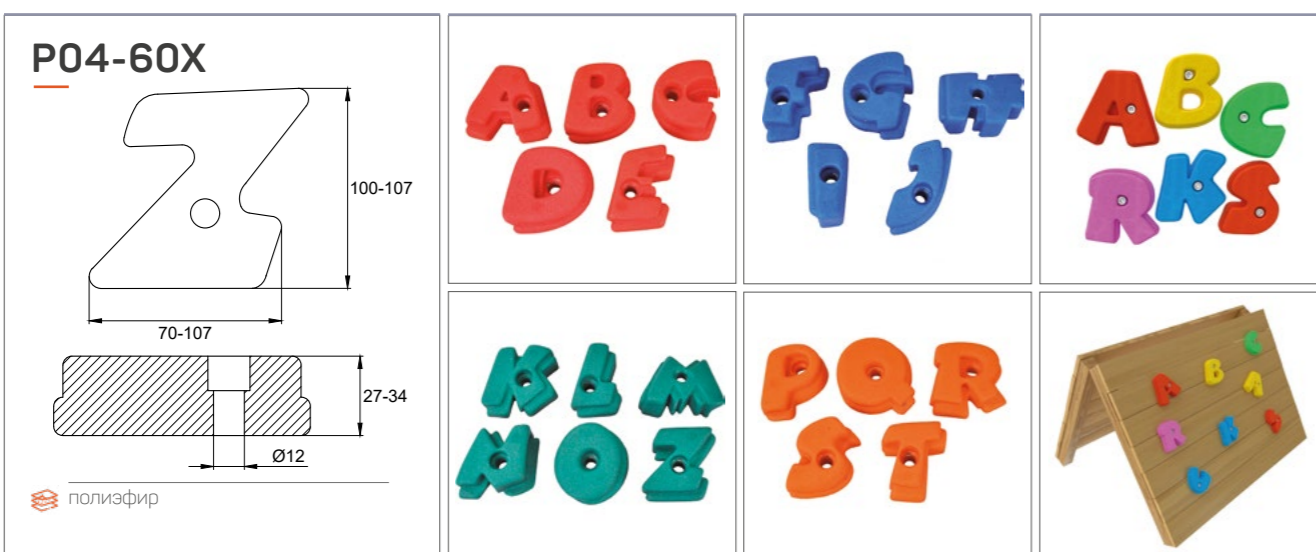 P04-60X
100-107
70-107
27-34
Ø12
полиэфир
A B C
D E
F G H
I J
A B C
R K S
K L M
N O Z
P Q R
S T
C
B
A A
R K S